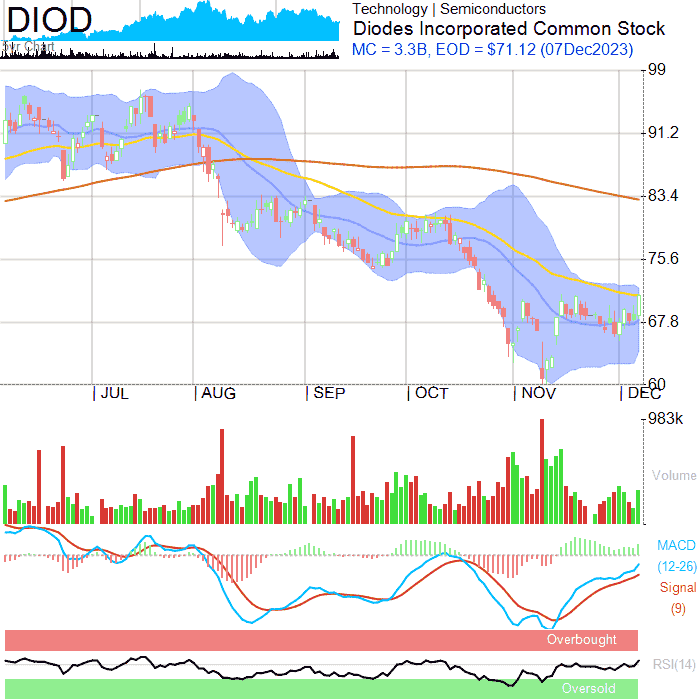 DIOD
5yr Chart
Technology | Semiconductors
Diodes Incorporated Common Stock
MC = 3.3B, EOD = $71.12 (07Dec2023)
99
91.2
83.4
75.6
67.8
60
JUL AUG SEP OCT NOV DEC
983k
Volume
MACD
(12-26)
Signal
(9)
Overbought
RSI(14)
Oversold